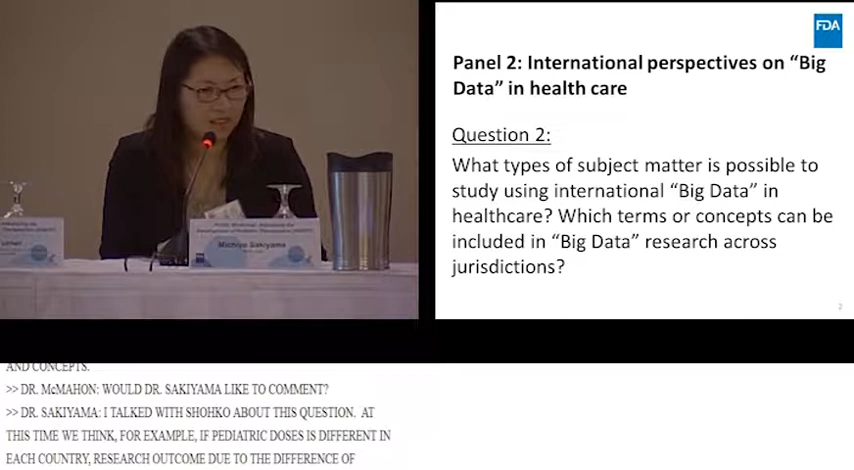 FDA
Panel 2: International perspectives on “Big
Data” in health care
Question 2:
What types of subject matter is possible to
study using international “Big Data” in
healthcare? Which terms or concepts can be
included in “Big Data” research across
jurisdictions?
2
Michiyo Sakiyama
AND CONCEPTS.
>> DR. McMAHON: WOULD DR. SAKIYAMA LIKE TO COMMENT?
>> DR. SAKIYAMA: I TALKED WITH SHOHKO ABOUT THIS QUESTION. AT
THIS TIME WE THINK, FOR EXAMPLE, IF PEDIATRIC DOSES IS DIFFERENT IN
EACH COUNTRY, RESEARCH OUTCOME DUE TO THE DIFFERENCE OF